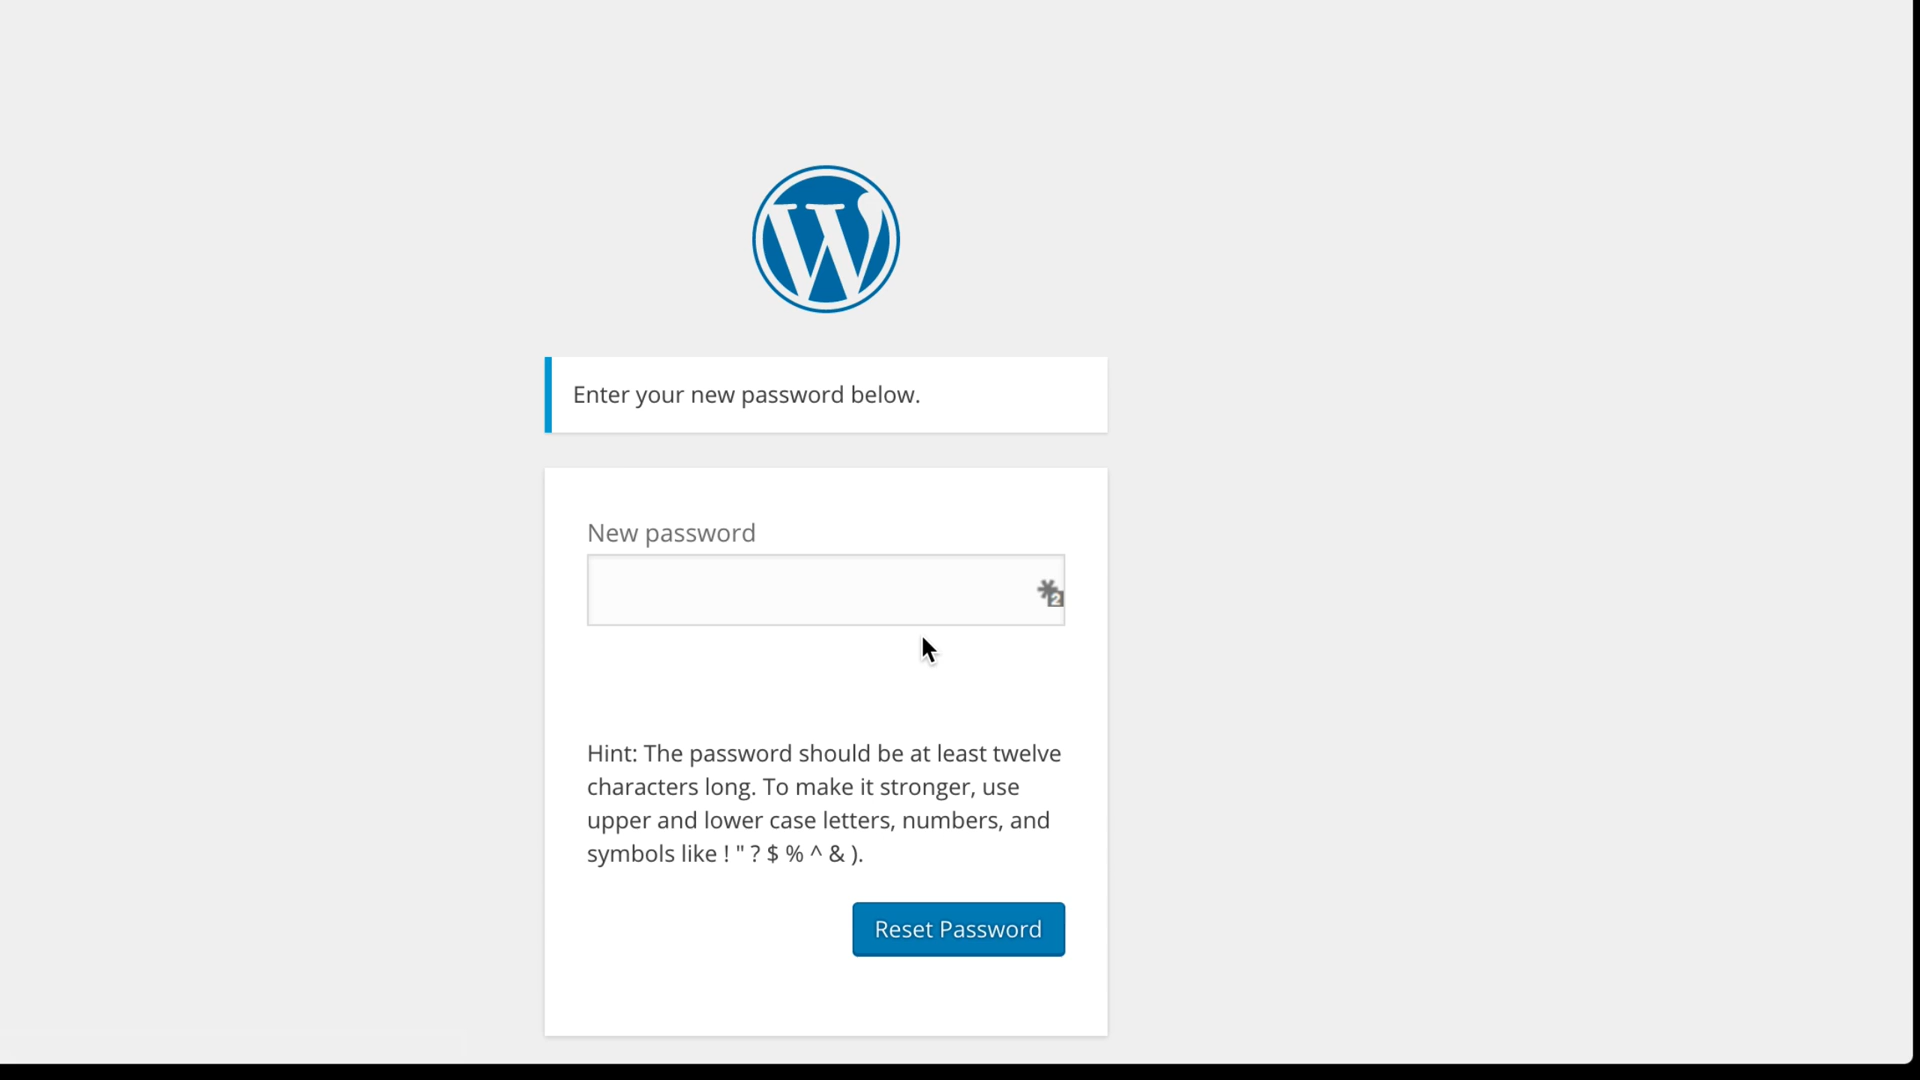 Enter your new password below.
New password
2
Hint: The password should be at least twelve
characters long. To make it stronger, use
upper and lower case letters, numbers, and
symbols like ! " ? $ % ^ & ).
Reset Password